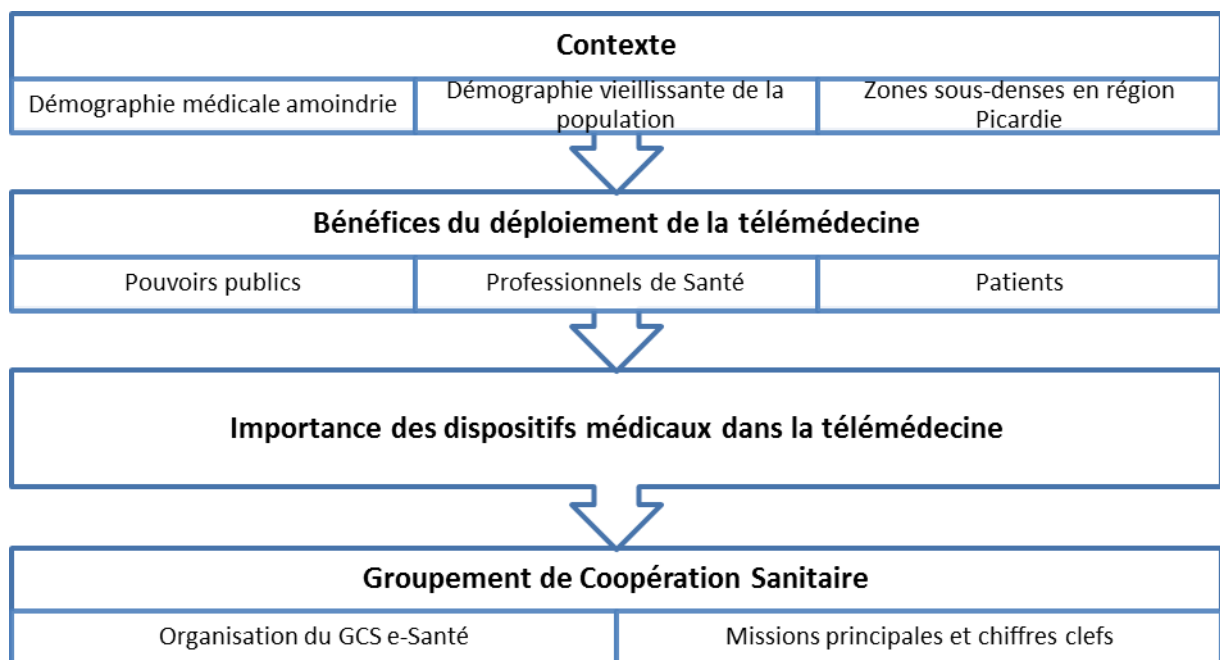 Contexte
Démographie médicale amoindrie
Démographie vieillissante de la
population
Zones sous-denses en région
Picardie
Bénéfices du déploiement de la télémédecine
Pouvoirs publics
Professionnels de Santé
Patients
Importance des dispositifs médicaux dans la télémédecine
Groupement de Coopération Sanitaire
Organisation du GCS e-Santé
Missions principales et chiffres clefs